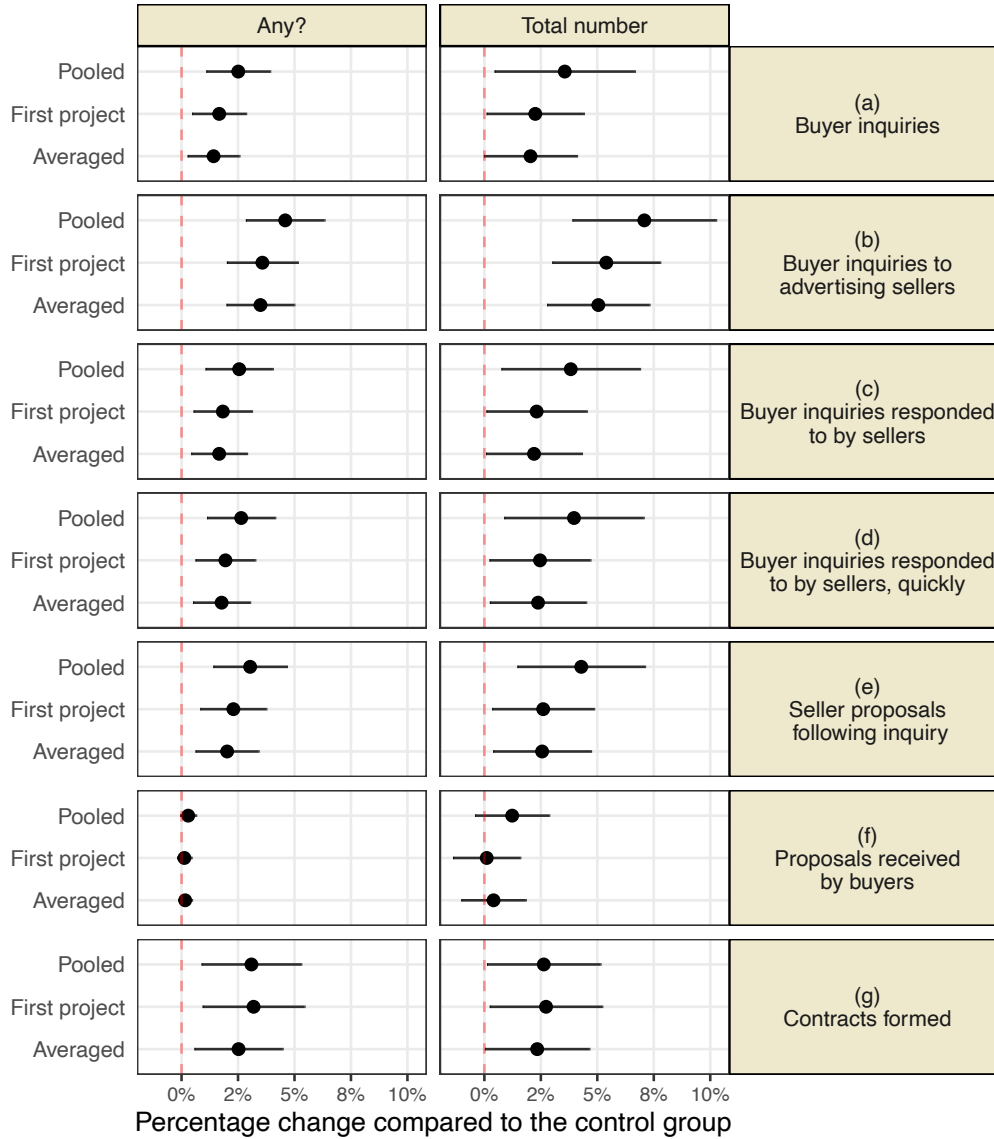 Any?
Total number
Pooled
First project
Averaged
(a)
Buyer inquiries
Pooled
First project
Averaged
(b)
Buyer inquiries to
advertising sellers
Pooled
First project
Averaged
(c)
Buyer inquiries responded
to by sellers
Pooled
First project
Averaged
(d)
Buyer inquiries responded
to by sellers, quickly
Pooled
First project
Averaged
(e)
Seller proposals
following inquiry
Pooled
First project
Averaged
(f)
Proposals received
by buyers
Pooled
First project
Averaged
(g)
Contracts formed
0% 2% 5% 8% 10% 0% 2% 5% 8% 10%
Percentage change compared to the control group